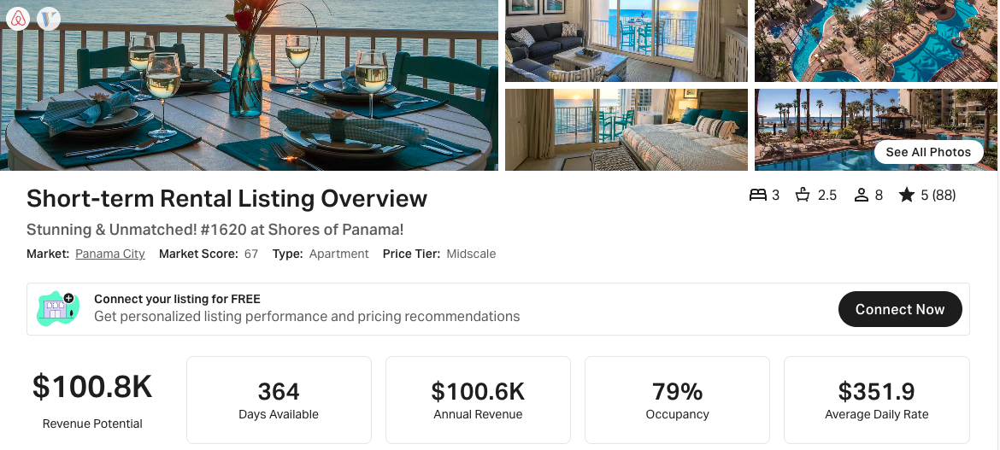 See All Photos
Short-term Rental Listing Overview
3 2.5 8 5 (88)
Stunning & Unmatched! #1620 at Shores of Panama!
Market: Panama City Market Score: 67 Type: Apartment Price Tier: Midscale
Connect your listing for FREE
Get personalized listing performance and pricing recommendations
Connect Now
$100.8K
Revenue Potential
364
Days Available
$100.6K
Annual Revenue
79%
Occupancy
$351.9
Average Daily Rate